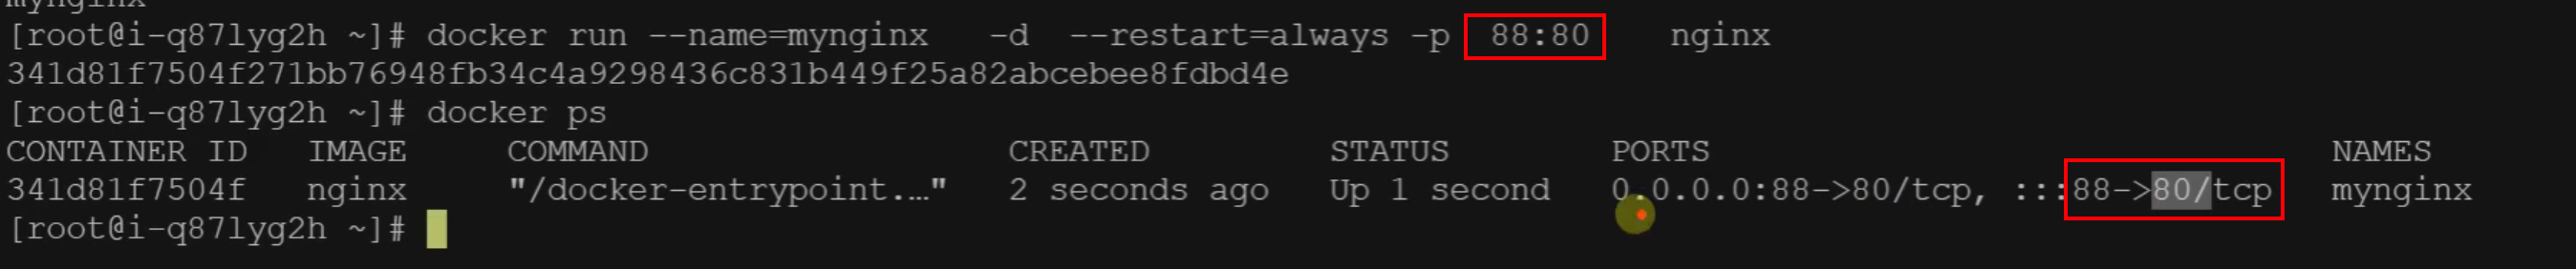 mynginx
[root@i-q87lyg2h ~]# docker run --name=mynginx   -d  --restart=always -p  88:80    nginx
341d81f7504f271bb76948fb34c4a9298436c831b449f25a82abcebee8fdbd4e
[root@i-q87lyg2h ~]# docker ps
CONTAINER ID   IMAGE     COMMAND                  CREATED         STATUS        PORTS                               NAMES
341d81f7504f   nginx     "/docker-entrypoint.…"   2 seconds ago   Up 1 second   0.0.0.0:88->80/tcp, :::88->80/tcp   mynginx
[root@i-q87lyg2h ~]#